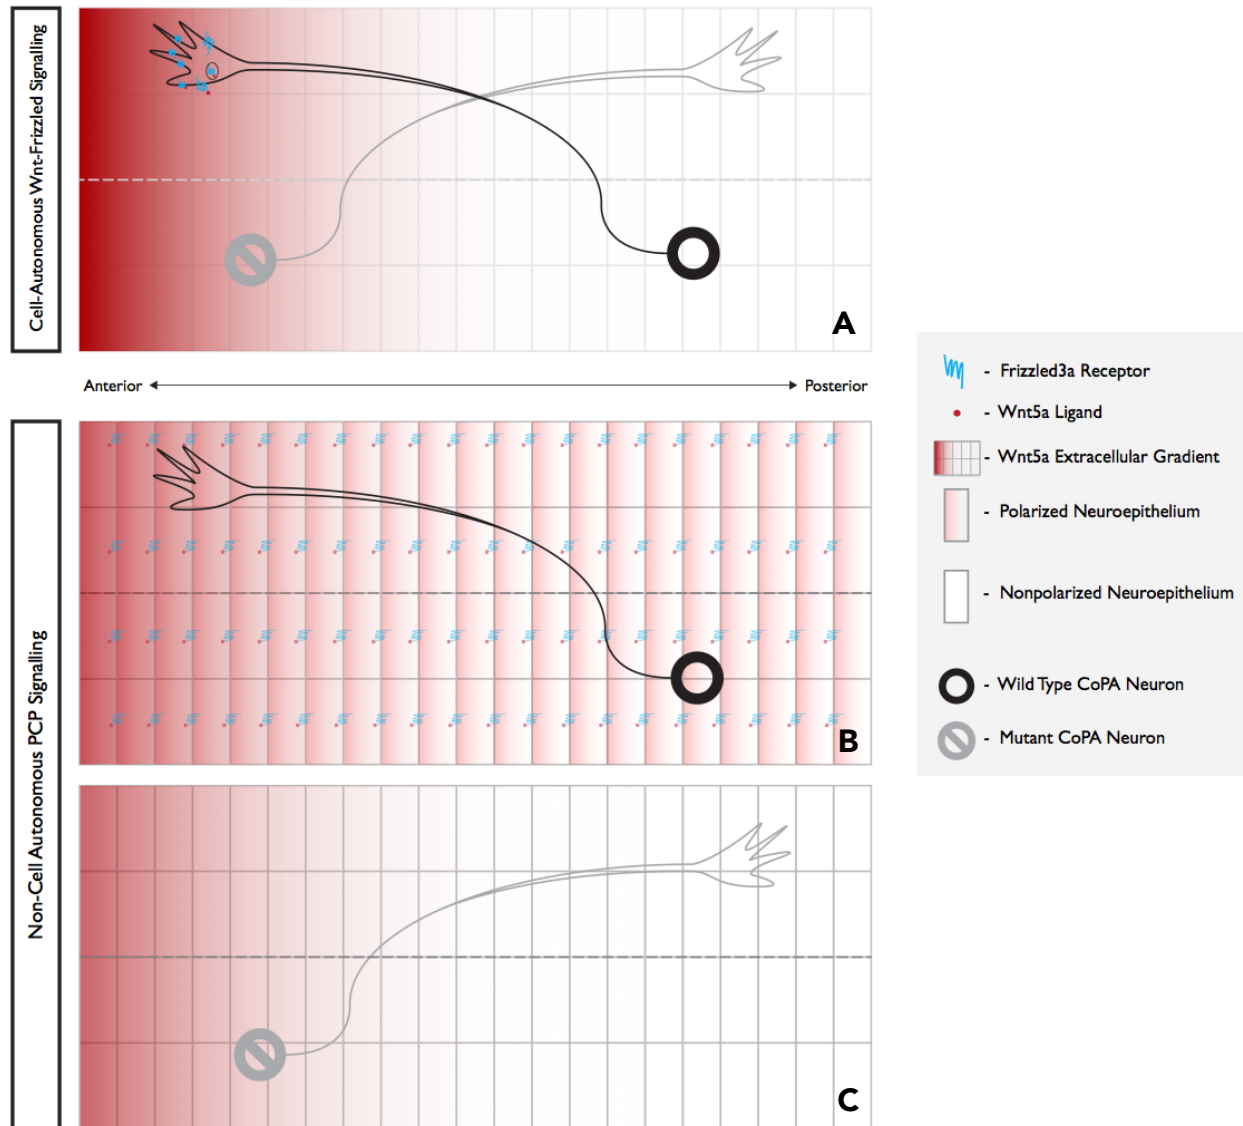 Cell-Autonomous Wnt-Frizzled Signalling
A
Anterior
Posterior
Non-Cell Autonomous PCP Signalling
B
C
- Frizzled3a Receptor
- Wnt5a Ligand
- Wnt5a Extracellular Gradient
- Polarized Neuroepithelium
- Nonpolarized Neuroepithelium
- Wild Type CoPA Neuron
- Mutant CoPA Neuron